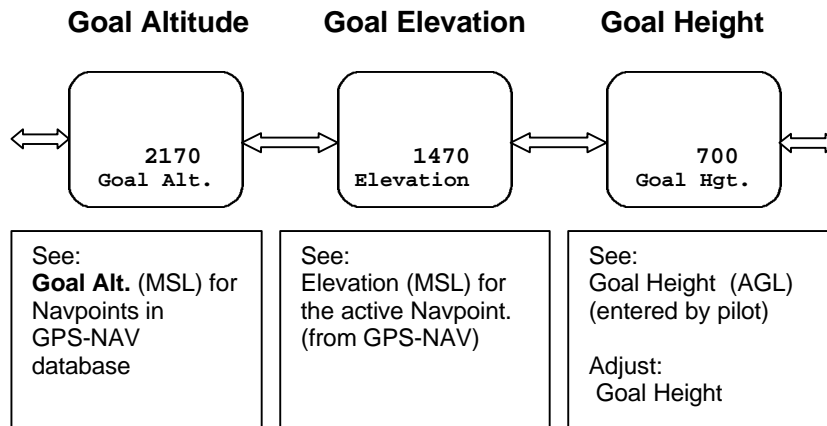 Goal Altitude
Goal Elevation
Goal Height
2170
Goal Alt.
1470
Elevation
700
Goal Hgt.
See:
Goal Alt. (MSL) for
Navpoints in
GPS-NAV
database
See:
Elevation (MSL) for
the active Navpoint.
(from GPS-NAV)
See:
Goal Height (AGL)
(entered by pilot)
Adjust:
Goal Height